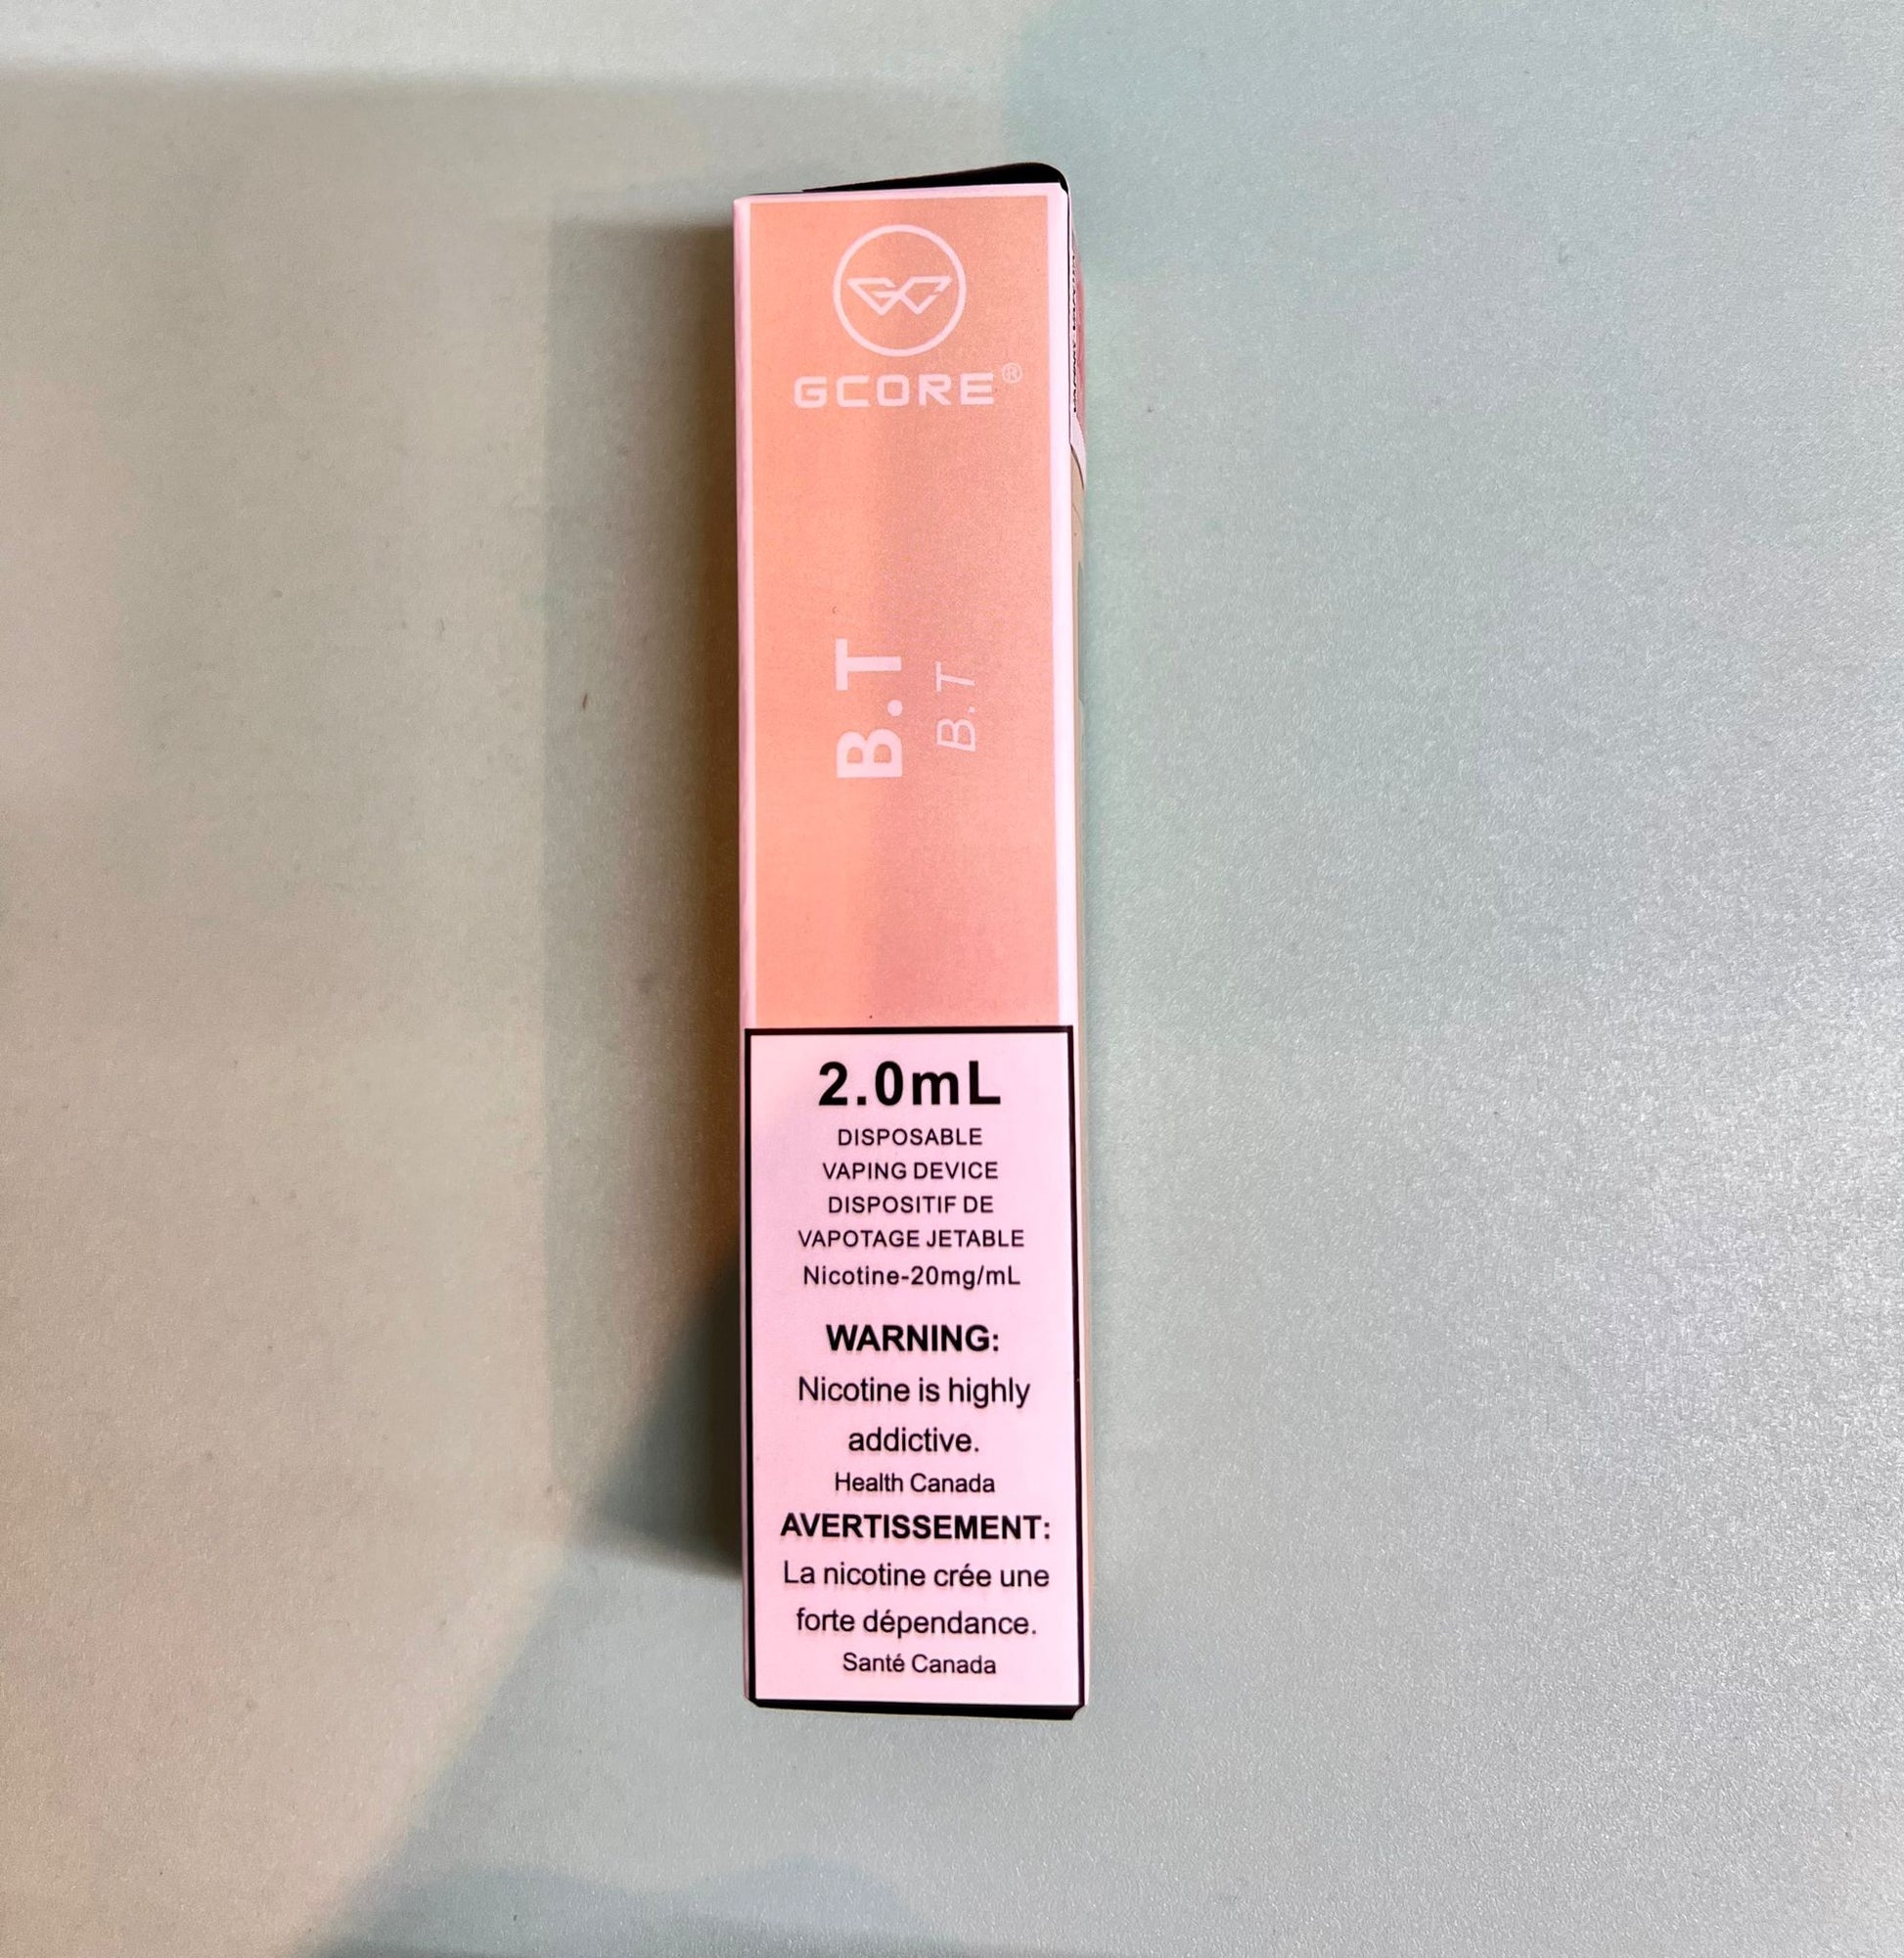 GC
GCORE®
B.T
B.T
2.0mL
DISPOSABLE
VAPING DEVICE
DISPOSITIF DE
VAPOTAGE JETABLE
Nicotine-20mg/mL
WARNING:
Nicotine is highly
addictive.
Health Canada
AVERTISSEMENT:
La nicotine crée une
forte dépendance.
Santé Canada